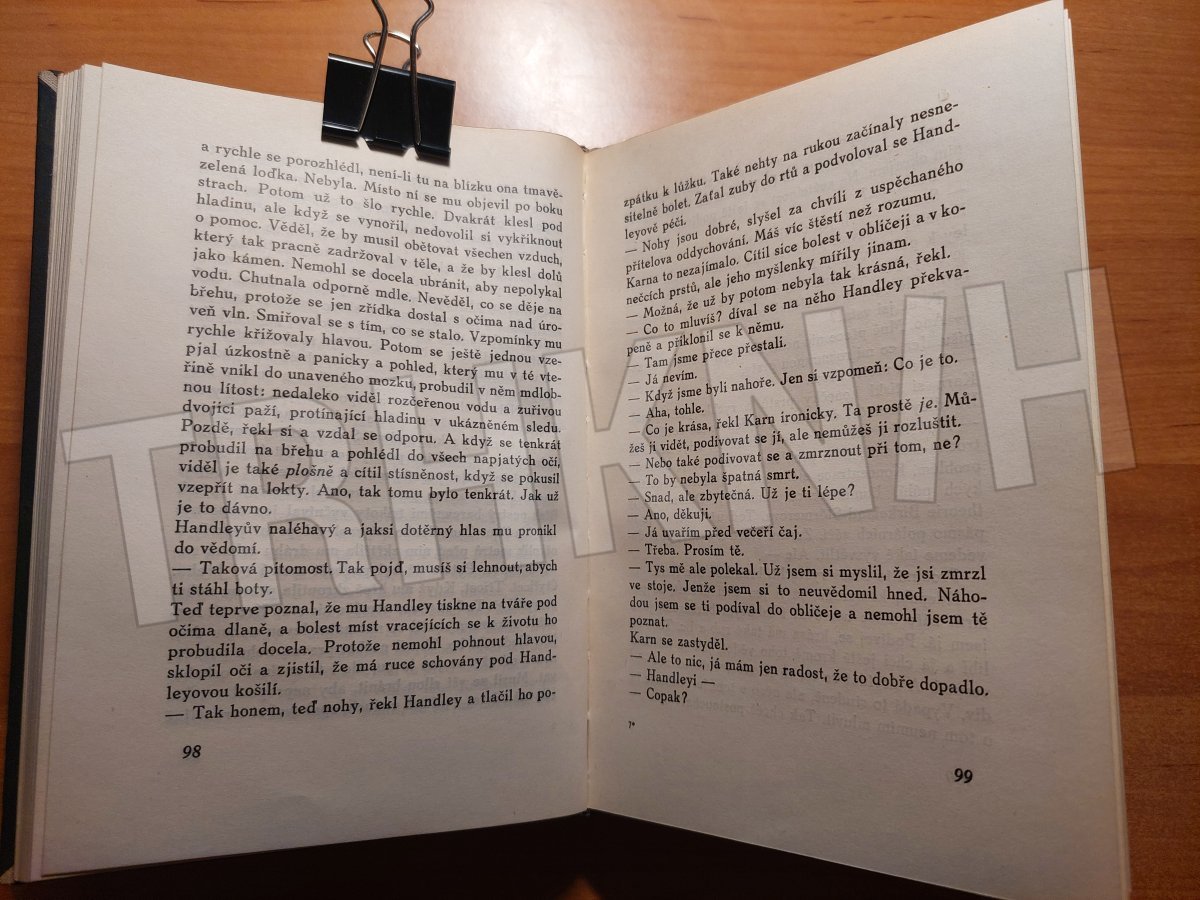 a rychle se porozhlédl, není-li tu na blízku ona tmavě-
zelená loďka. Nebyla. Místo ní se mu objevil po boku
strach. Potom už to šlo rychle. Dvakrát klesl pod
hladinu, ale když se vynořil, nedovolil si vykřiknout
o pomoc. Věděl, že by musil obětovat všechen vzduch,
který tak pracně zadržoval v těle, a že by klesl dolů
jako kámen. Nemohl se docela ubránit, aby nepolykal
vodu. Chutnala odporně mdle. Nevěděl, co se děje na
břehu, protože se jen zřídka dostal s očima nad úro-
veň vln. Smiřoval se s tím, co se stalo. Vzpomínky mu
rychle křižovaly hlavou. Potom se ještě jednou vze-
pjal úzkostně a panicky a pohled, který mu v té vte-
řině vnikl do unaveného mozku, probudil v něm mdlob-
nou lítost: nedaleko viděl rozčeřenou vodu a zuřivou
dvojici paží, protínající hladinu v ukázněném sledu.
Pozdě, řekl si a vzdal se odporu. A když se tenkrát
probudil na břehu a pohlédl do všech napjatých očí,
viděl je také plošně a cítil stísněnost, když se pokusil
vzepřít na lokty. Ano, tak tomu bylo tenkrát. Jak už
je to dávno.
Handleyův naléhavý a jaksi dotěrný hlas mu pronikl
do vědomí.
— Taková pitomost. Tak pojď, musíš si lehnout, abych
ti stáhl boty.
Teď teprve poznal, že mu Handley tiskne na tváře pod
očima dlaně, a bolest míst vracejících se k životu ho
probudila docela. Protože nemohl pohnout hlavou,
sklopil oči a zjistil, že má ruce schovány pod Hand-
leyovou košilí.
— Tak honem, teď nohy, řekl Handley a tlačil ho po-
98
zpátku k lůžku. Také nehty na rukou začínaly nesne-
sitelně bolet. Zaťal zuby do rtů a podvoloval se Hand-
leyově péči.
— Nohy jsou dobré, slyšel za chvíli z uspěchaného
přítelova oddychování. Máš víc štěstí než rozumu.
Karna to nezajímalo. Cítil sice bolest v obličeji a v ko-
nečcích prstů, ale jeho myšlenky mířily jinam.
— Možná, že už by potom nebyla tak krásná, řekl.
— Co to mluvíš? díval se na něho Handley překva-
peně a přiklonil se k němu.
— Tam jsme přece přestali.
— Já nevím.
— Když jsme byli nahoře. Jen si vzpomeň: Co je to.
— Aha, tohle.
— Co je krása, řekl Karn ironicky. Ta prostě je. Mů-
žeš ji vidět, podivovat se jí, ale nemůžeš ji rozluštit.
— Nebo také podivovat se a zmrznout při tom, ne?
— To by nebyla špatná smrt.
— Snad, ale zbytečná. Už je ti lépe?
— Ano, děkuji.
— Já uvařím před večeří čaj.
— Třeba. Prosím tě.
— Tys mě ale polekal. Už jsem si myslil, že jsi zmrzl
ve stoje. Jenže jsem si to neuvědomil hned. Náho-
dou jsem se ti podíval do obličeje a nemohl jsem tě
poznat.
Karn se zastyděl.
— Ale to nic, já mám jen radost, že to dobře dopadlo.
— Handleyi —
— Copak?
7*
99
TRHKNIH